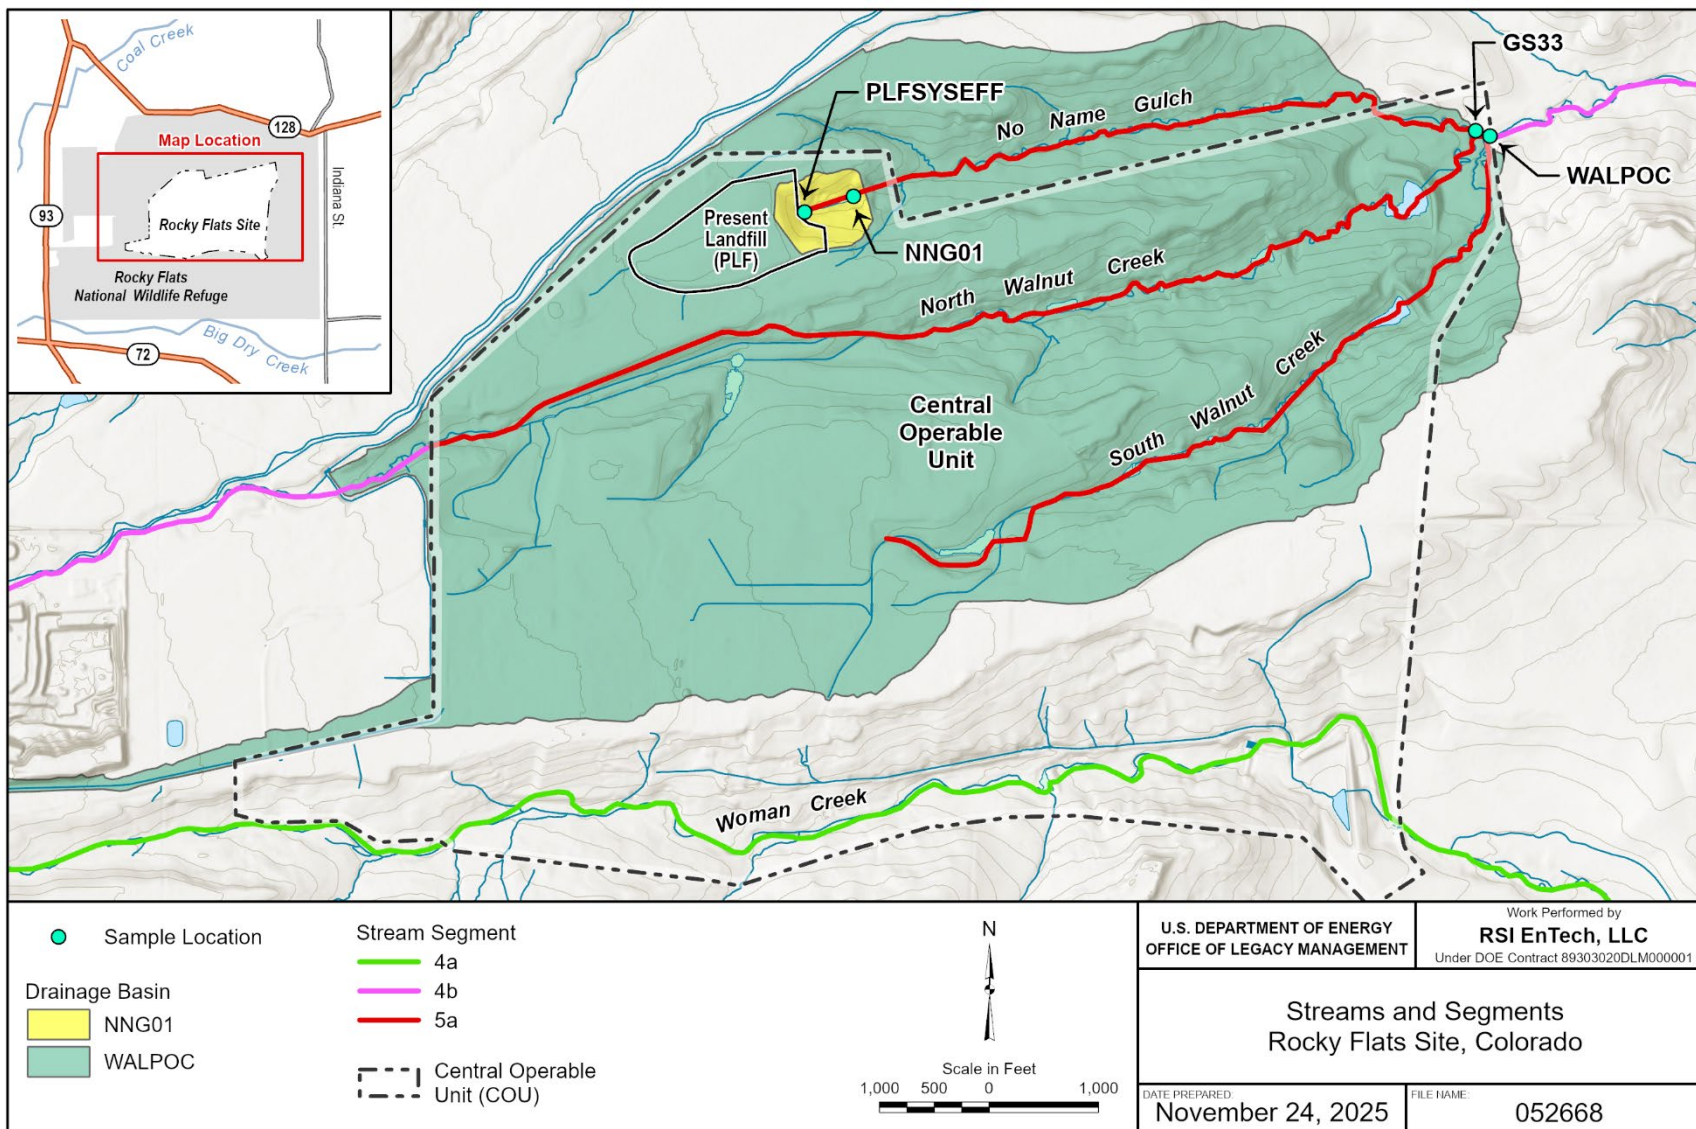 Coal Creek
128
Map Location
93
Indiana St.
Rocky Flats Site
Rocky Flats
National Wildlife Refuge
Big Dry Creek
72
GS33
PLFSYSEFF
No Name Gulch
WALPOC
Present
Landfill
(PLF)
NNG01
North Walnut Creek
Central
Operable
Unit
South Walnut Creek
Woman Creek
Sample Location
Drainage Basin
NNG01
WALPOC
Stream Segment
4a
4b
5a
Central Operable
Unit (COU)
N
Scale in Feet
1,000 500 0 1,000
U.S. DEPARTMENT OF ENERGY
OFFICE OF LEGACY MANAGEMENT
Work Performed by
RSI EnTech, LLC
Under DOE Contract 89303020DLM000001
Streams and Segments
Rocky Flats Site, Colorado
DATE PREPARED:
November 24, 2025
FILE NAME:
052668